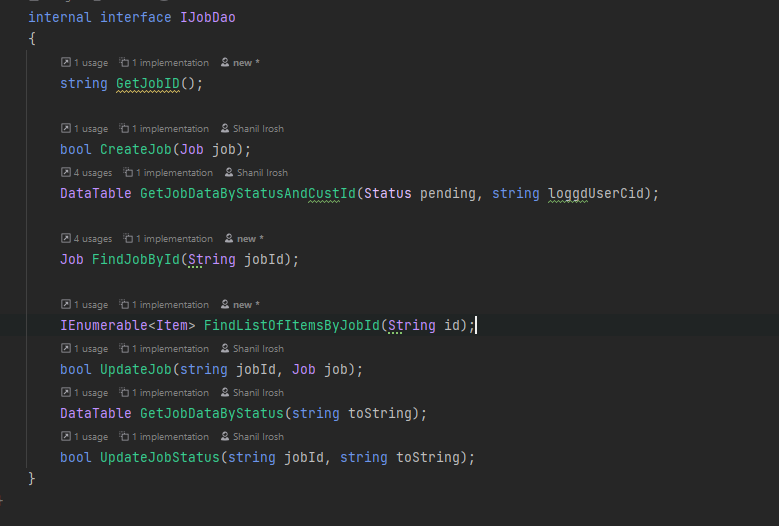 internal interface IJobDao
{
1 usage 1 implementation new *
string GetJobID();
1 usage 1 implementation Shanil Irosh
bool CreateJob(Job job);
4 usages 1 implementation Shanil Irosh
DataTable GetJobDataByStatusAndCustId(Status pending, string loggdUserCid);
4 usages 1 implementation new *
Job FindJobById(String jobId);
1 usage 1 implementation new *
IEnumerable<Item> FindListOfItemsByJobId(String id);
1 usage 1 implementation Shanil Irosh
bool UpdateJob(string jobId, Job job);
1 usage 1 implementation Shanil Irosh
DataTable GetJobDataByStatus(string toString);
1 usage 1 implementation Shanil Irosh
bool UpdateJobStatus(string jobId, string toString);
}